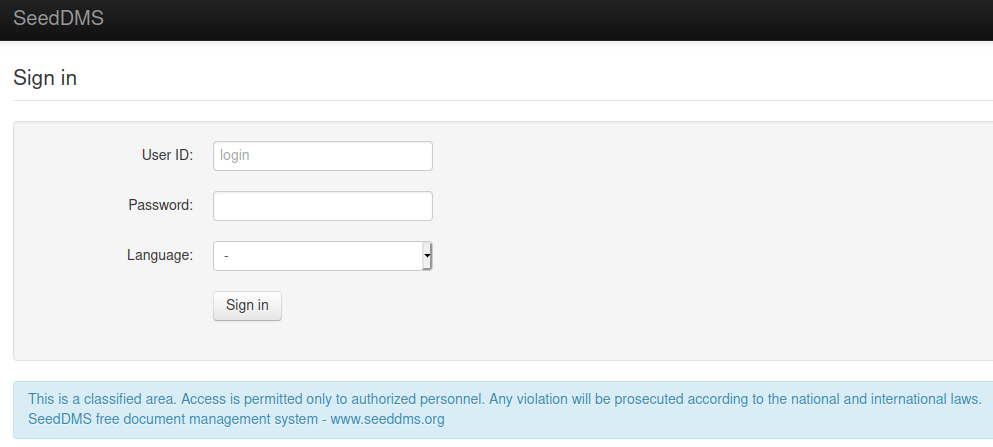 SeedDMS
Sign in
User ID: login
Password:
Language: -
Sign in
This is a classified area. Access is permitted only to authorized personnel. Any violation will be prosecuted according to the national and international laws.
SeedDMS free document management system - www.seeddms.org